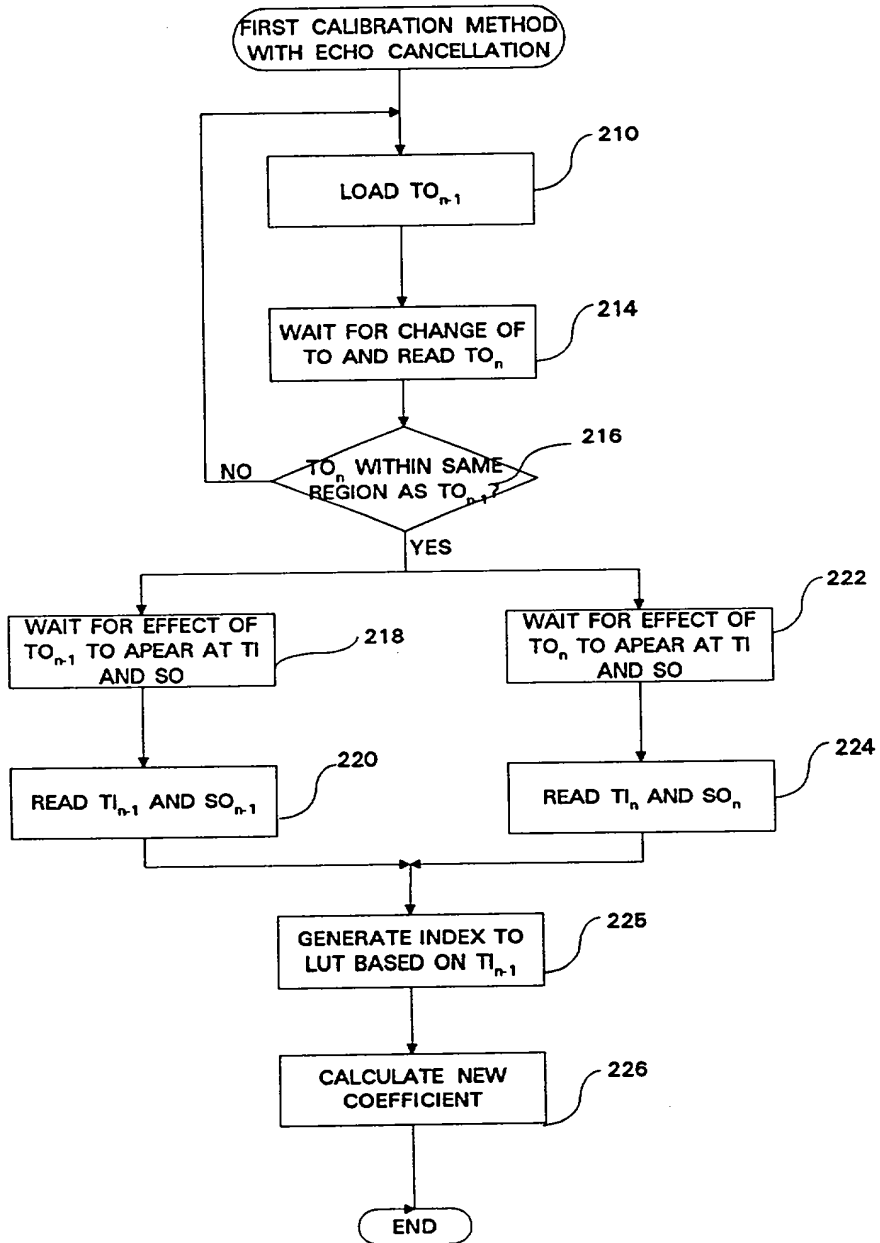 FIRST CALIBRATION METHOD
WITH ECHO CANCELLATION
210
LOAD TOn-1
214
WAIT FOR CHANGE OF
TO AND READ TOn
216
NO
TOn WITHIN SAME
REGION AS TOn-1?
YES
218
WAIT FOR EFFECT OF
TOn-1 TO APEAR AT TI
AND SO
222
WAIT FOR EFFECT OF
TOn TO APEAR AT TI
AND SO
220
READ TIn-1 AND SOn-1
224
READ TIn AND SOn
225
GENERATE INDEX TO
LUT BASED ON TIn-1
226
CALCULATE NEW
COEFFICIENT
END